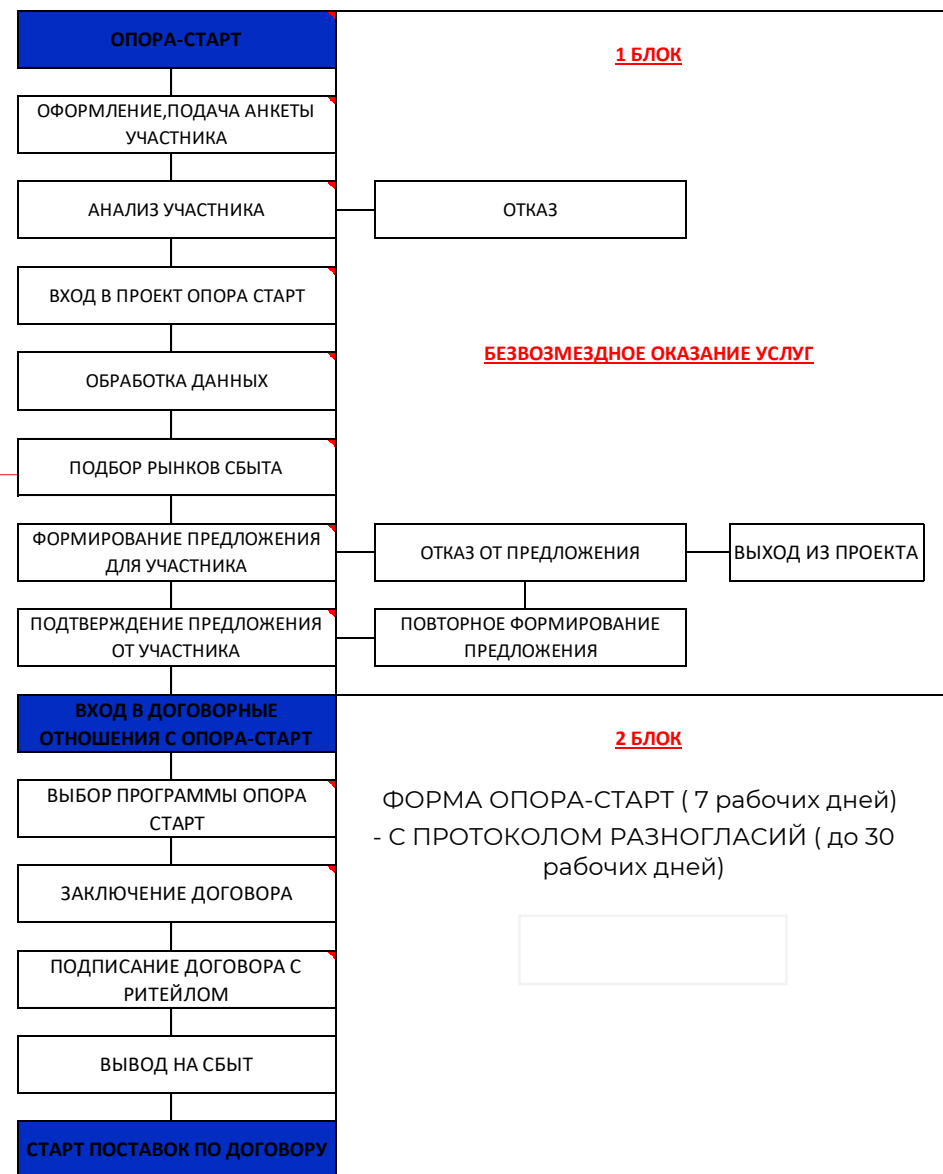 ОПОРА-СТАРТ
1 БЛОК
ОФОРМЛЕНИЕ,ПОДАЧА АНКЕТЫ
УЧАСТНИКА
АНАЛИЗ УЧАСТНИКА
ОТКАЗ
ВХОД В ПРОЕКТ ОПОРА СТАРТ
БЕЗВОЗМЕЗДНОЕ ОКАЗАНИЕ УСЛУГ
ОБРАБОТКА ДАННЫХ
ПОДБОР РЫНКОВ СБЫТА
ФОРМИРОВАНИЕ ПРЕДЛОЖЕНИЯ
ДЛЯ УЧАСТНИКА
ОТКАЗ ОТ ПРЕДЛОЖЕНИЯ
ВЫХОД ИЗ ПРОЕКТА
ПОДТВЕРЖДЕНИЕ ПРЕДЛОЖЕНИЯ
ОТ УЧАСТНИКА
ПОВТОРНОЕ ФОРМИРОВАНИЕ
ПРЕДЛОЖЕНИЯ
ВХОД В ДОГОВОРНЫЕ
ОТНОШЕНИЯ С ОПОРА-СТАРТ
2 БЛОК
ВЫБОР ПРОГРАММЫ ОПОРА
СТАРТ
ФОРМА ОПОРА-СТАРТ ( 7 рабочих дней)
- С ПРОТОКОЛОМ РАЗНОГЛАСИЙ ( до 30
рабочих дней)
ЗАКЛЮЧЕНИЕ ДОГОВОРА
ПОДПИСАНИЕ ДОГОВОРА С
РИТЕЙЛОМ
ВЫВОД НА СБЫТ
СТАРТ ПОСТАВОК ПО ДОГОВОРУ